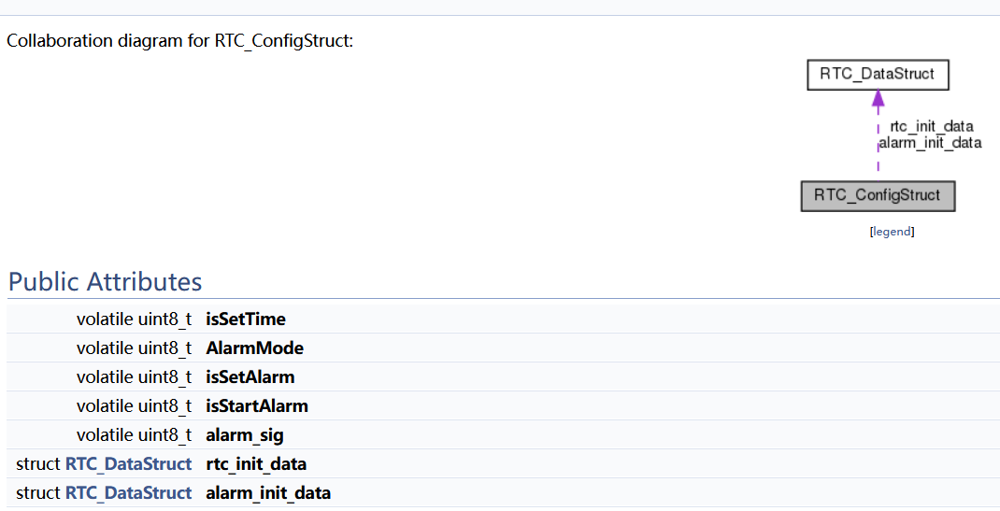 Collaboration diagram for RTC_ConfigStruct:
RTC_DataStruct
rtc_init_data
alarm_init_data
RTC_ConfigStruct
[legend]
Public Attributes
volatile uint8_t isSetTime
volatile uint8_t AlarmMode
volatile uint8_t isSetAlarm
volatile uint8_t isStartAlarm
volatile uint8_t alarm_sig
struct RTC_DataStruct rtc_init_data
struct RTC_DataStruct alarm_init_data